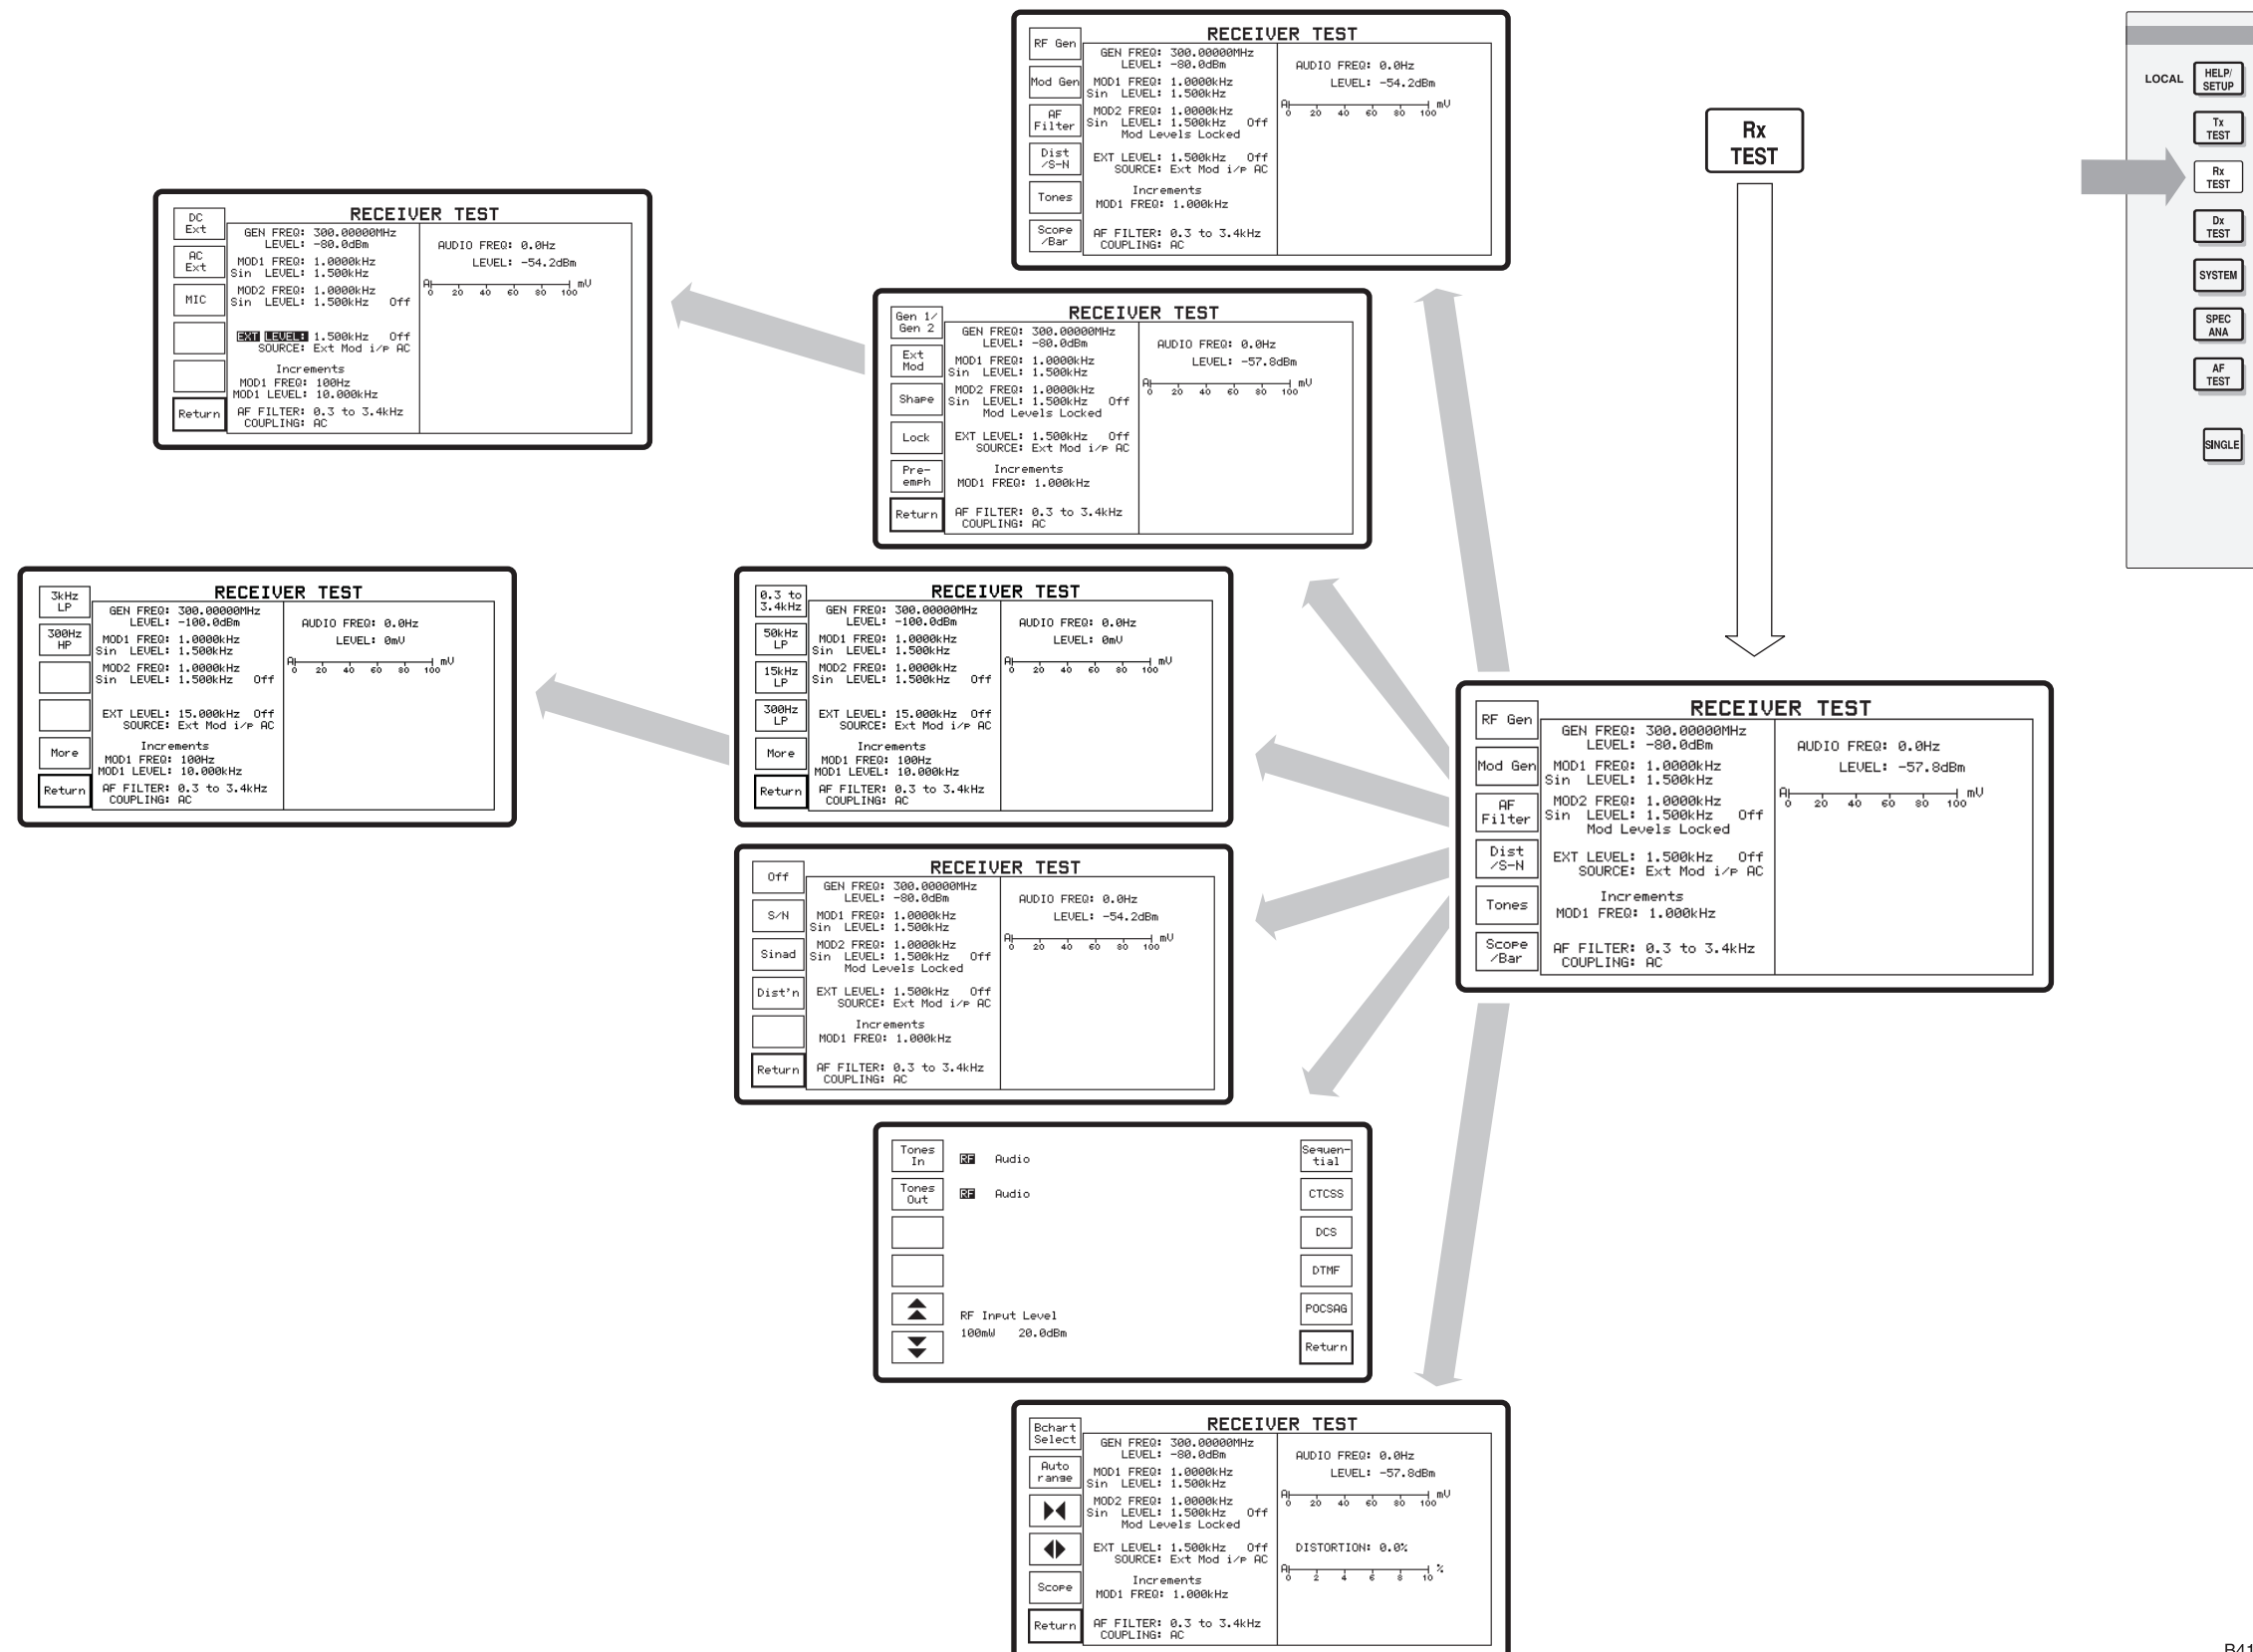 RECEIVER TEST
RF Gen
Mod Gen
AF
Filter
Dist
/S-N
Tones
Scope
/Bar
GEN FREQ: 300.00000MHz
LEVEL: -80.0dBm
MOD1 FREQ: 1.0000kHz
Sin LEVEL: 1.500kHz
MOD2 FREQ: 1.0000kHz
Sin LEVEL: 1.500kHz Off
Mod Levels Locked
EXT LEVEL: 1.500kHz Off
SOURCE: Ext Mod i/p AC
Increments
MOD1 FREQ: 1.000kHz
AF FILTER: 0.3 to 3.4kHz
COUPLING: AC
AUDIO FREQ: 0.0Hz
LEVEL: -54.2dBm
A mV
0 20 40 60 80 100
Rx
TEST
LOCAL
HELP/
SETUP
Tx
TEST
Rx
TEST
Dx
TEST
SYSTEM
SPEC
ANA
AF
TEST
SINGLE
RECEIVER TEST
DC
Ext
AC
Ext
MIC
Return
GEN FREQ: 300.00000MHz
LEVEL: -80.0dBm
MOD1 FREQ: 1.0000kHz
Sin LEVEL: 1.500kHz
MOD2 FREQ: 1.0000kHz
Sin LEVEL: 1.500kHz Off
EXT LEVEL: 1.500kHz Off
SOURCE: Ext Mod i/p AC
Increments
MOD1 FREQ: 100Hz
MOD1 LEVEL: 10.000kHz
AF FILTER: 0.3 to 3.4kHz
COUPLING: AC
AUDIO FREQ: 0.0Hz
LEVEL: -54.2dBm
A mV
0 20 40 60 80 100
RECEIVER TEST
Gen 1/
Gen 2
Ext
Mod
Shape
Lock
Pre-
emph
Return
GEN FREQ: 300.00000MHz
LEVEL: -80.0dBm
MOD1 FREQ: 1.0000kHz
Sin LEVEL: 1.500kHz
MOD2 FREQ: 1.0000kHz
Sin LEVEL: 1.500kHz Off
Mod Levels Locked
EXT LEVEL: 1.500kHz Off
SOURCE: Ext Mod i/p AC
Increments
MOD1 FREQ: 1.000kHz
AF FILTER: 0.3 to 3.4kHz
COUPLING: AC
AUDIO FREQ: 0.0Hz
LEVEL: -57.8dBm
A mV
0 20 40 60 80 100
RECEIVER TEST
3kHz
LP
300Hz
HP
More
Return
GEN FREQ: 300.00000MHz
LEVEL: -100.0dBm
MOD1 FREQ: 1.0000kHz
Sin LEVEL: 1.500kHz
MOD2 FREQ: 1.0000kHz
Sin LEVEL: 1.500kHz Off
EXT LEVEL: 15.000kHz Off
SOURCE: Ext Mod i/p AC
Increments
MOD1 FREQ: 100Hz
MOD1 LEVEL: 10.000kHz
AF FILTER: 0.3 to 3.4kHz
COUPLING: AC
AUDIO FREQ: 0.0Hz
LEVEL: 0mV
A mV
0 20 40 60 80 100
RECEIVER TEST
0.3 to
3.4kHz
50kHz
LP
15kHz
LP
300Hz
LP
More
Return
GEN FREQ: 300.00000MHz
LEVEL: -100.0dBm
MOD1 FREQ: 1.0000kHz
Sin LEVEL: 1.500kHz
MOD2 FREQ: 1.0000kHz
Sin LEVEL: 1.500kHz Off
EXT LEVEL: 15.000kHz Off
SOURCE: Ext Mod i/p AC
Increments
MOD1 FREQ: 100Hz
MOD1 LEVEL: 10.000kHz
AF FILTER: 0.3 to 3.4kHz
COUPLING: AC
AUDIO FREQ: 0.0Hz
LEVEL: 0mV
A mV
0 20 40 60 80 100
RECEIVER TEST
RF Gen
Mod Gen
AF
Filter
Dist
/S-N
Tones
Scope
/Bar
GEN FREQ: 300.00000MHz
LEVEL: -80.0dBm
MOD1 FREQ: 1.0000kHz
Sin LEVEL: 1.500kHz
MOD2 FREQ: 1.0000kHz
Sin LEVEL: 1.500kHz Off
Mod Levels Locked
EXT LEVEL: 1.500kHz Off
SOURCE: Ext Mod i/p AC
Increments
MOD1 FREQ: 1.000kHz
AF FILTER: 0.3 to 3.4kHz
COUPLING: AC
AUDIO FREQ: 0.0Hz
LEVEL: -57.8dBm
A mV
0 20 40 60 80 100
RECEIVER TEST
Off
S/N
Sinad
Dist'n
Return
GEN FREQ: 300.00000MHz
LEVEL: -80.0dBm
MOD1 FREQ: 1.0000kHz
Sin LEVEL: 1.500kHz
MOD2 FREQ: 1.0000kHz
Sin LEVEL: 1.500kHz Off
Mod Levels Locked
EXT LEVEL: 1.500kHz Off
SOURCE: Ext Mod i/p AC
Increments
MOD1 FREQ: 1.000kHz
AF FILTER: 0.3 to 3.4kHz
COUPLING: AC
AUDIO FREQ: 0.0Hz
LEVEL: -54.2dBm
A mV
0 20 40 60 80 100
Tones
In
RF Audio
Tones
Out
RF Audio
RF Input Level
100mW 20.0dBm
Sequen-
tial
CTCSS
DCS
DTMF
POCSAG
Return
RECEIVER TEST
Bchart
Select
Auto
range
Scope
Return
GEN FREQ: 300.00000MHz
LEVEL: -80.0dBm
MOD1 FREQ: 1.0000kHz
Sin LEVEL: 1.500kHz
MOD2 FREQ: 1.0000kHz
Sin LEVEL: 1.500kHz Off
Mod Levels Locked
EXT LEVEL: 1.500kHz Off
SOURCE: Ext Mod i/p AC
Increments
MOD1 FREQ: 1.000kHz
AF FILTER: 0.3 to 3.4kHz
COUPLING: AC
AUDIO FREQ: 0.0Hz
LEVEL: -57.8dBm
A mV
0 20 40 60 80 100
DISTORTION: 0.0%
A %
0 2 4 6 8 10